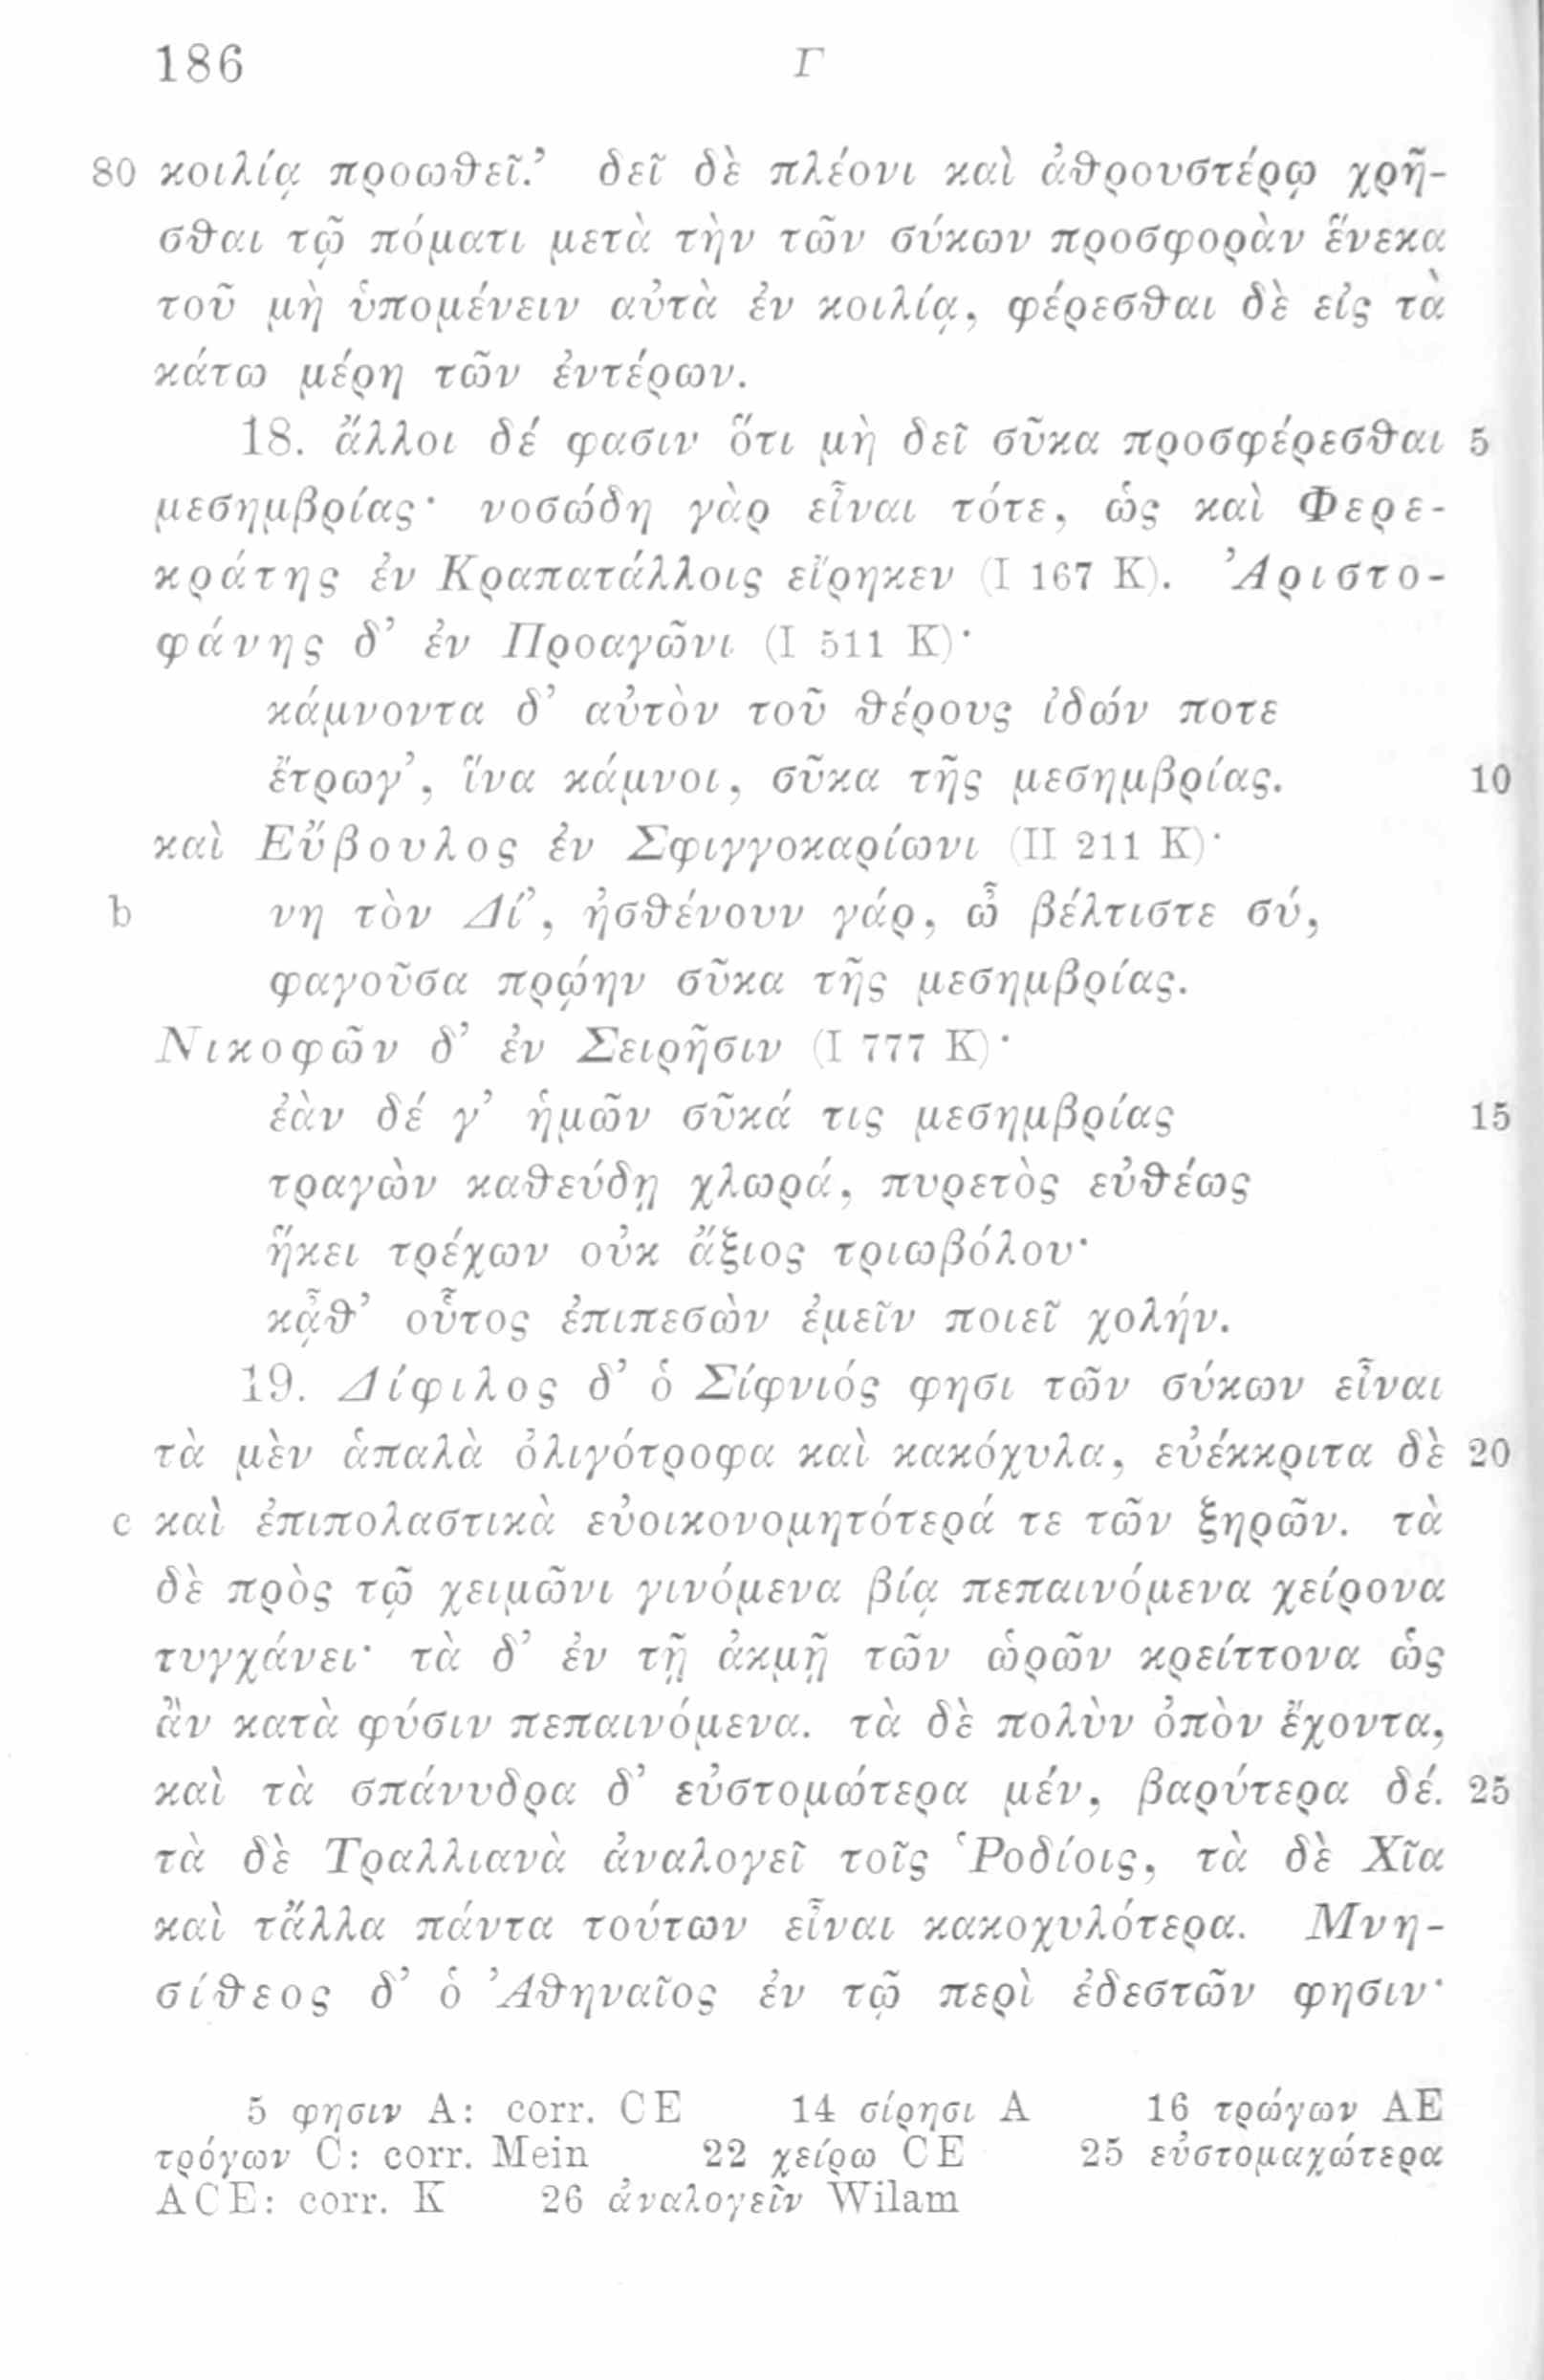 186 Γ
80 κοιλίᾳ προωθεῖ.’ δεῖ δὲ πλέονι καὶ ἀθρουστέρῳ χρῆ-
σθαι τῷ πόματι μετὰ τὴν τῶν σύκων προσφορὰν ἕνεκα
τοῦ μὴ ὑπομένειν αὐτὰ ἐν κοιλίᾳ, φέρεσθαι δὲ εἰς τὰ
κάτω μέρη τῶν ἐντέρων.
18. ἄλλοι δέ φασιν ὅτι μὴ δεῖ σῦκα προσφέρεσθαι 5
μεσημβρίας· νοσώδη γὰρ εἶναι τότε, ὡς καὶ Φερε-
κράτης ἐν Κραπατάλλοις εἴρηκεν (I 167 K). Ἀριστο-
φάνης δ’ ἐν Προαγῶνι (I 511 K)·
κάμνοντα δ’ αὐτὸν τοῦ θέρους ἰδών ποτε
ἔτρωγ’, ἵνα κάμνοι, σῦκα τῆς μεσημβρίας. 10
καὶ Εὔβουλος ἐν Σφιγγοκαρίωνι (II 211 K)·
b νη τὸν Δί’, ἠσθένουν γάρ, ὦ βέλτιστε σύ,
φαγοῦσα πρῴην σῦκα τῆς μεσημβρίας.
Νικοφῶν δ’ ἐν Σειρῆσιν (I 777 K)·
ἐὰν δέ γ’ ἡμῶν σῦκά τις μεσημβρίας 15
τραγὼν καθεύδῃ χλωρά, πυρετὸς εὐθέως
ἥκει τρέχων οὐκ ἄξιος τριωβόλου·
κᾆθ’ οὗτος ἐπιπεσὼν ἐμεῖν ποιεῖ χολήν.
19. Δίφιλος δ’ ὁ Σίφνιός φησι τῶν σύκων εἶναι
τὰ μὲν ἁπαλὰ ὀλιγότροφα καὶ κακόχυλα, εὐέκκριτα δὲ 20
c καὶ ἐπιπολαστικὰ εὐοικονομητότερά τε τῶν ξηρῶν. τὰ
δὲ πρὸς τῷ χειμῶνι γινόμενα βίᾳ πεπαινόμενα χείρονα
τυγχάνει· τὰ δ’ ἐν τῇ ἀκμῇ τῶν ὡρῶν κρείττονα ὡς
ἂν κατὰ φύσιν πεπαινόμενα. τὰ δὲ πολὺν ὀπὸν ἔχοντα,
καὶ τὰ σπάνυδρα δ’ εὐστομώτερα μέν, βαρύτερα δέ. 25
τὰ δὲ Τραλλιανὰ ἀναλογεῖ τοῖς Ῥοδίοις, τὰ δὲ Χῖα
καὶ τἄλλα πάντα τούτων εἶναι κακοχυλότερα. Μνη-
σίθεος δ’ ὁ Ἀθηναῖος ἐν τῷ περὶ ἐδεστῶν φησιν·
5 φησιν A: corr. CE 14 σίρησι A 16 τρώγων AE
τρόγων C: corr. Mein 22 χείρω CE 25 εὐστομαχώτερα
ACE: corr. K 26 ἀναλογεῖν Wilam